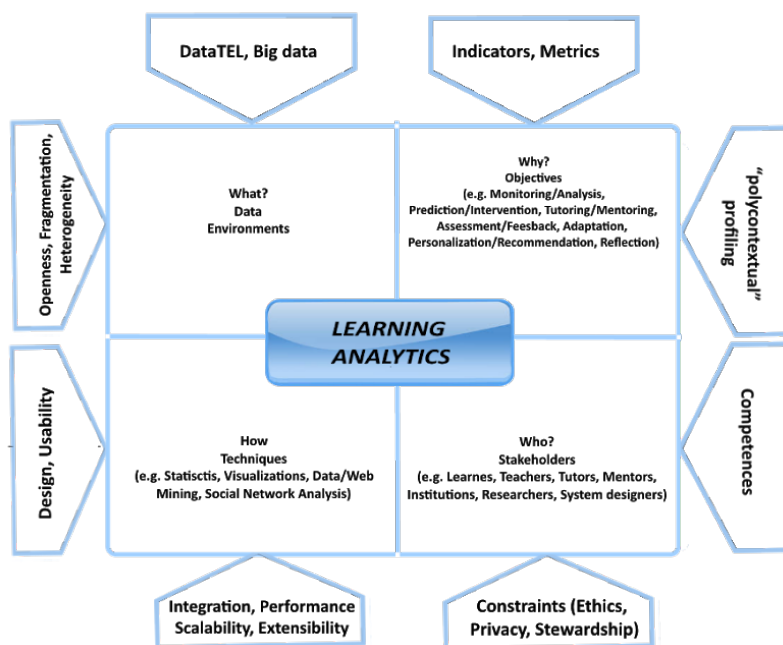 DataTEL, Big data
Indicators, Metrics
Openness, Fragmentation,
Heterogeneity
What?
Data
Environments
Why?
Objectives
(e.g. Monitoring/Analysis,
Prediction/Intervention, Tutoring/Mentoring,
Assessment/Feesback, Adaptation,
Personalization/Recommendation, Reflection)
“polycontextual”
profiling
LEARNING
ANALYTICS
Design, Usability
How
Techniques
(e.g. Statisctis, Visualizations, Data/Web
Mining, Social Network Analysis)
Who?
Stakeholders
(e.g. Learnes, Teachers, Tutors, Mentors,
Institutions, Researchers, System designers)
Competences
Integration, Performance
Scalability, Extensibility
Constraints (Ethics,
Privacy, Stewardship)